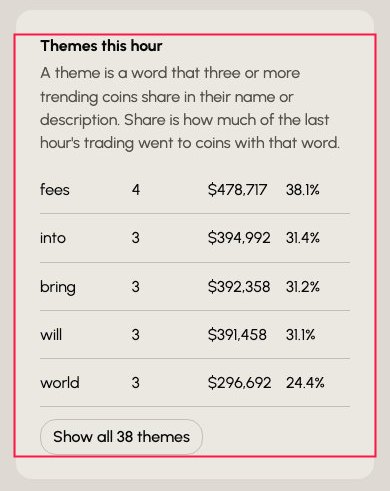 Themes this hour
A theme is a word that three or more
trending coins share in their name or
description. Share is how much of the last
hour's trading went to coins with that word.
fees 4 $478,717 38.1%
into 3 $394,992 31.4%
bring 3 $392,358 31.2%
will 3 $391,458 31.1%
world 3 $296,692 24.4%
Show all 38 themes